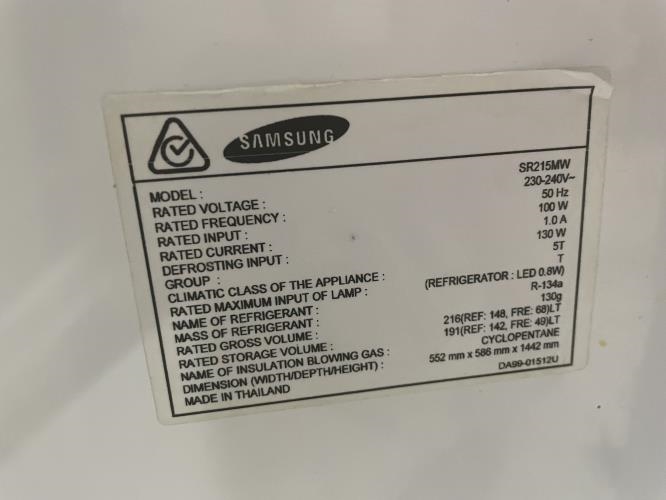 SAMSUNG
MODEL : SR215MW
RATED VOLTAGE : 230-240V~
RATED FREQUENCY : 50 Hz
RATED INPUT : 100 W
RATED CURRENT : 1.0 A
DEFROSTING INPUT : 130 W
GROUP : 5T
CLIMATIC CLASS OF THE APPLIANCE : T
RATED MAXIMUM INPUT OF LAMP : (REFRIGERATOR : LED 0.8W)
NAME OF REFRIGERANT : R-134a
MASS OF REFRIGERANT : 130g
RATED GROSS VOLUME : 216(REF: 148, FRE: 68)LT
RATED STORAGE VOLUME : 191(REF: 142, FRE: 49)LT
NAME OF INSULATION BLOWING GAS : CYCLOPENTANE
DIMENSION (WIDTH/DEPTH/HEIGHT) : 552 mm x 586 mm x 1442 mm
MADE IN THAILAND DA99-01512U